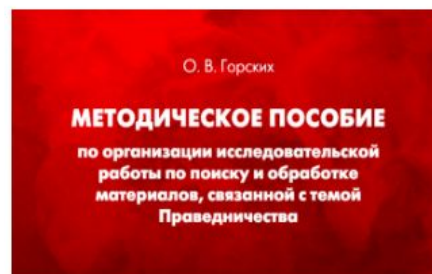 О. В. Горских
МЕТОДИЧЕСКОЕ ПОСОБИЕ
по организации исследовательской
работы по поиску и обработке
материалов, связанной с темой
Праведничества